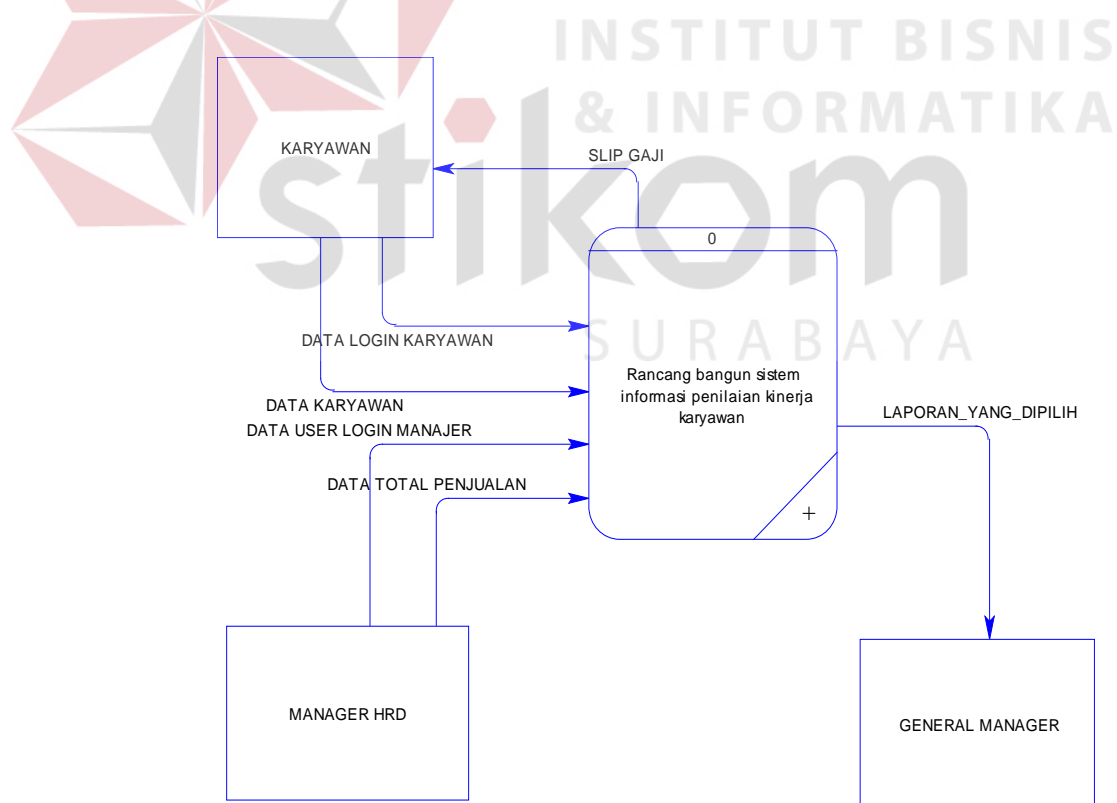 INSTITUT BISNIS
& INFORMATIKA
stikom
SURABAYA
KARYAWAN
SLIP GAJI
0
DATA LOGIN KARYAWAN
Rancang bangun sistem
informasi penilaian kinerja
karyawan
DATA KARYAWAN
DATA USER LOGIN MANAJER
LAPORAN_YANG_DIPILIH
DATA TOTAL PENJUALAN
+
MANAGER HRD
GENERAL MANAGER